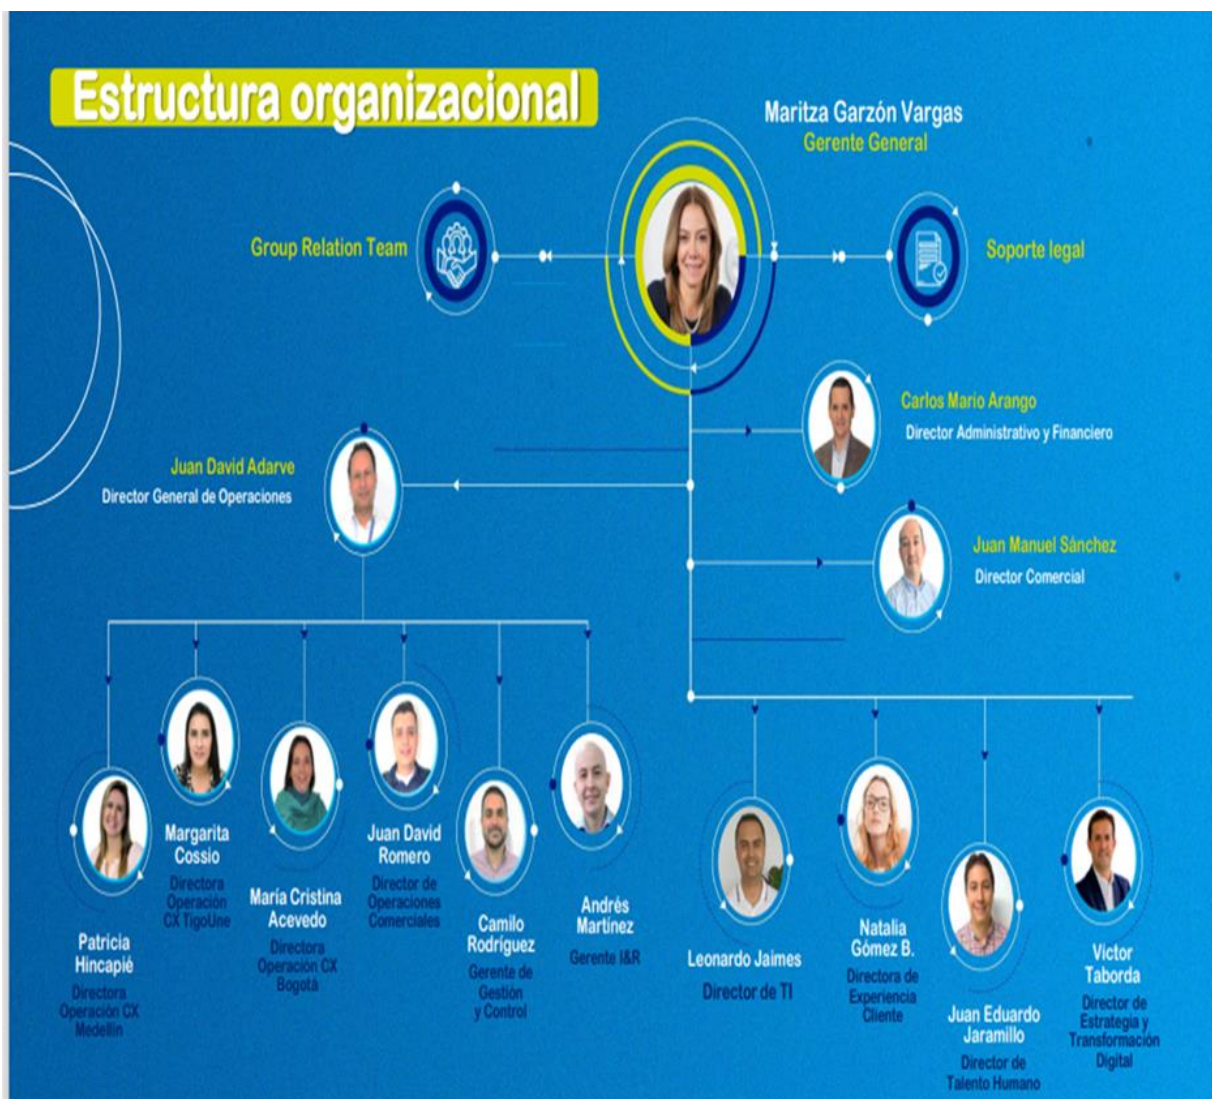 Estructura organizacional
Maritza Garzón Vargas
Gerente General
Group Relation Team
Soporte legal
Carlos Mario Arango
Director Administrativo y Financiero
Juan David Adarve
Director General de Operaciones
Juan Manuel Sánchez
Director Comercial
Patricia
Hincapié
Directora
Operación CX
Medellín
Margarita
Cossio
Directora
Operación
CX TigoUne
María Cristina
Acevedo
Directora
Operación CX
Bogotá
Juan David
Romero
Director de
Operaciones
Comerciales
Camilo
Rodríguez
Gerente de
Gestión
y Control
Andrés
Martínez
Gerente I&R
Leonardo Jaimes
Director de TI
Natalia
Gómez B.
Directora de
Experiencia
Cliente
Juan Eduardo
Jaramillo
Director de
Talento Humano
Víctor
Taborda
Director de
Estrategia y
Transformación
Digital